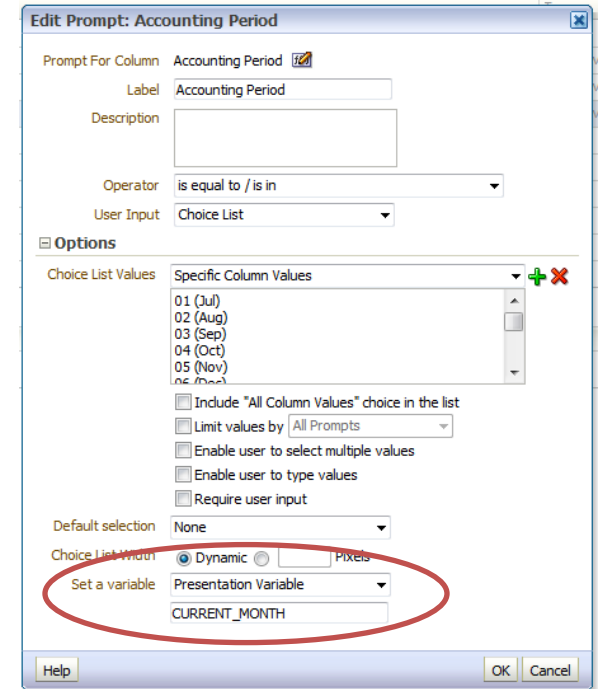 Edit Prompt: Accounting Period
Prompt For Column Accounting Period
Label Accounting Period
Description
Operator is equal to / is in
User Input Choice List
Options
Choice List Values Specific Column Values
01 (Jul)
02 (Aug)
03 (Sep)
04 (Oct)
05 (Nov)
06 (Dec)
Include "All Column Values" choice in the list
Limit values by All Prompts
Enable user to select multiple values
Enable user to type values
Require user input
Default selection None
Choice List Width Dynamic Pixels
Set a variable Presentation Variable
CURRENT_MONTH
Help OK Cancel